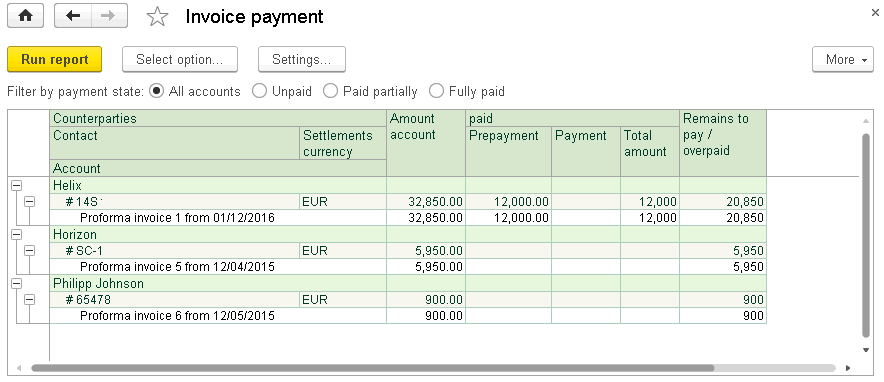 Invoice payment
Run report Select option... Settings... More
Filter by payment state: All accounts Unpaid Paid partially Fully paid
Counterparties Amount account paid Remains to pay / overpaid
Contact Settlements currency Prepayment Payment Total amount
Account
Helix
#14S EUR 32,850.00 12,000.00 12,000 20,850
Proforma invoice 1 from 01/12/2016 32,850.00 12,000.00 12,000 20,850
Horizon
#SC-1 EUR 5,950.00 5,950
Proforma invoice 5 from 12/04/2015 5,950.00 5,950
Philipp Johnson
#65478 EUR 900.00 900
Proforma invoice 6 from 12/05/2015 900.00 900